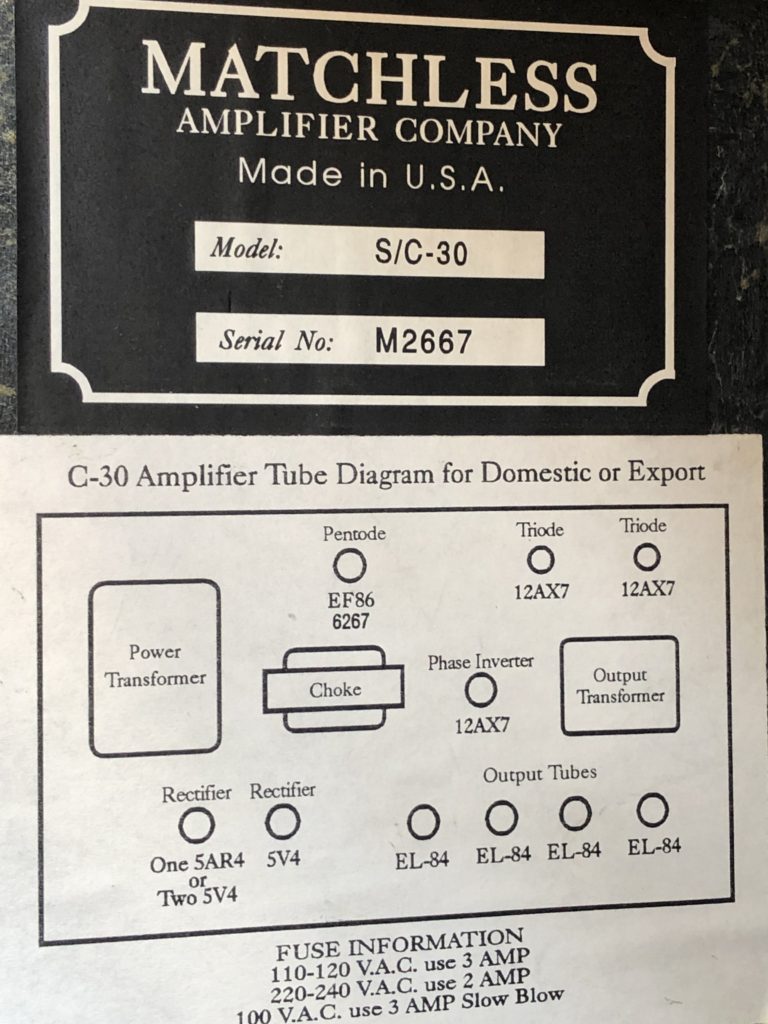 MATCHLESS
AMPLIFIER COMPANY
Made in U.S.A.
Model: S/C-30
Serial No: M2667
C-30 Amplifier Tube Diagram for Domestic or Export
Pentode
EF86
6267
Triode
12AX7
Triode
12AX7
Power
Transformer
Choke
Phase Inverter
12AX7
Output
Transformer
Rectifier
One 5AR4
or
Two 5V4
Rectifier
5V4
Output Tubes
EL-84 EL-84 EL-84 EL-84
FUSE INFORMATION
110-120 V.A.C. use 3 AMP
220-240 V.A.C. use 2 AMP
100 V.A.C. use 3 AMP Slow Blow